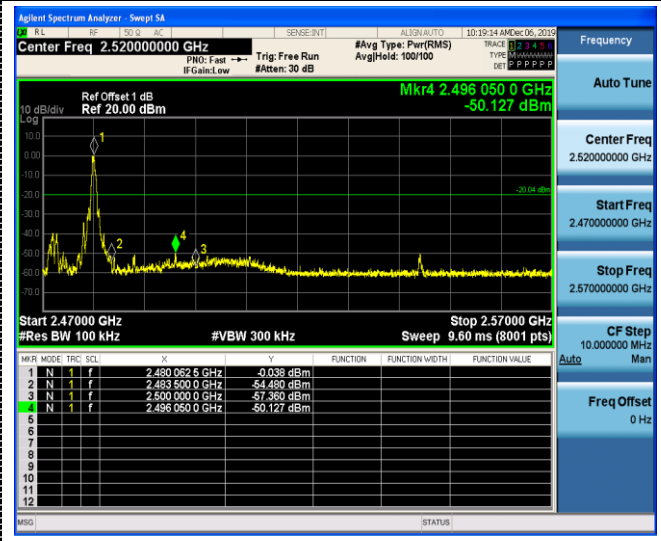 Agilent Spectrum Analyzer - Swept SA
RL RF 50 Ω AC SENSE:INT ALIGN AUTO 10:19:14 AM Dec 06, 2019
Center Freq 2.520000000 GHz
PNO: Fast
IFGain:Low
Trig: Free Run
#Atten: 30 dB
#Avg Type: Pwr(RMS)
Avg|Hold: 100/100
TRACE 1 2 3 4 5 6
TYPE M
DET P P P P P P
Frequency
Mkr4 2.496 050 0 GHz
-50.127 dBm
Ref Offset 1 dB
Ref 20.00 dBm
10 dB/div
Log
10.0
0.00
-10.0
-20.0
-30.0
-40.0
-50.0
-60.0
-70.0
1
2
3
4
-20.04 dBm
Start 2.47000 GHz
Stop 2.57000 GHz
#Res BW 100 kHz #VBW 300 kHz Sweep 9.60 ms (8001 pts)
MKR MODE TRC SCL X Y FUNCTION FUNCTION WIDTH FUNCTION VALUE
1 N 1 f 2.480 062 5 GHz -0.038 dBm
2 N 1 f 2.483 500 0 GHz -54.480 dBm
3 N 1 f 2.500 000 0 GHz -57.360 dBm
4 N 1 f 2.496 050 0 GHz -50.127 dBm
5
6
7
8
9
10
11
12
MSG STATUS
Auto Tune
Center Freq
2.520000000 GHz
Start Freq
2.470000000 GHz
Stop Freq
2.570000000 GHz
CF Step
10.000000 MHz
Auto Man
Freq Offset
0 Hz